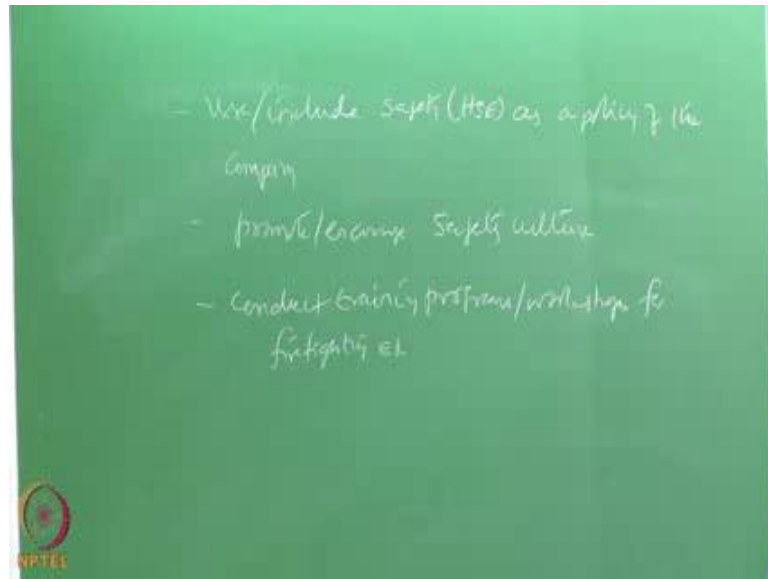 - Use/include Safety (HSE) as a policy of the
Company
- promote/encourage Safety culture
- Conduct training programs/workshops for
firefighting etc
NPTEL